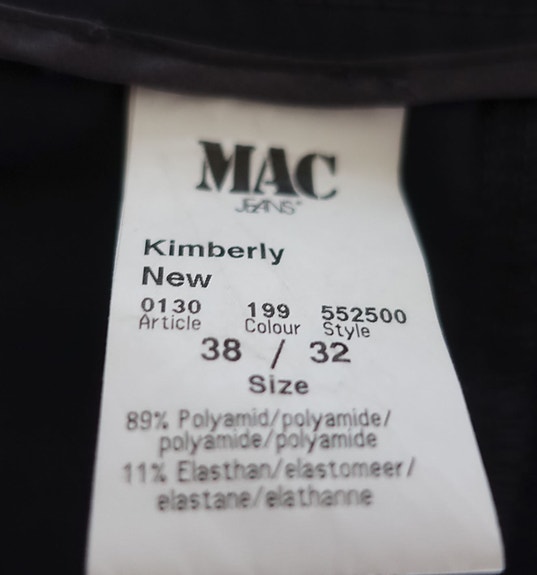 MAC
JEANS
Kimberly
New
0130 199 552500
Article Colour Style
38 / 32
Size
89% Polyamid/polyamide/
polyamide/polyamide
11% Elasthan/elastomeer/
elastane/elathanne